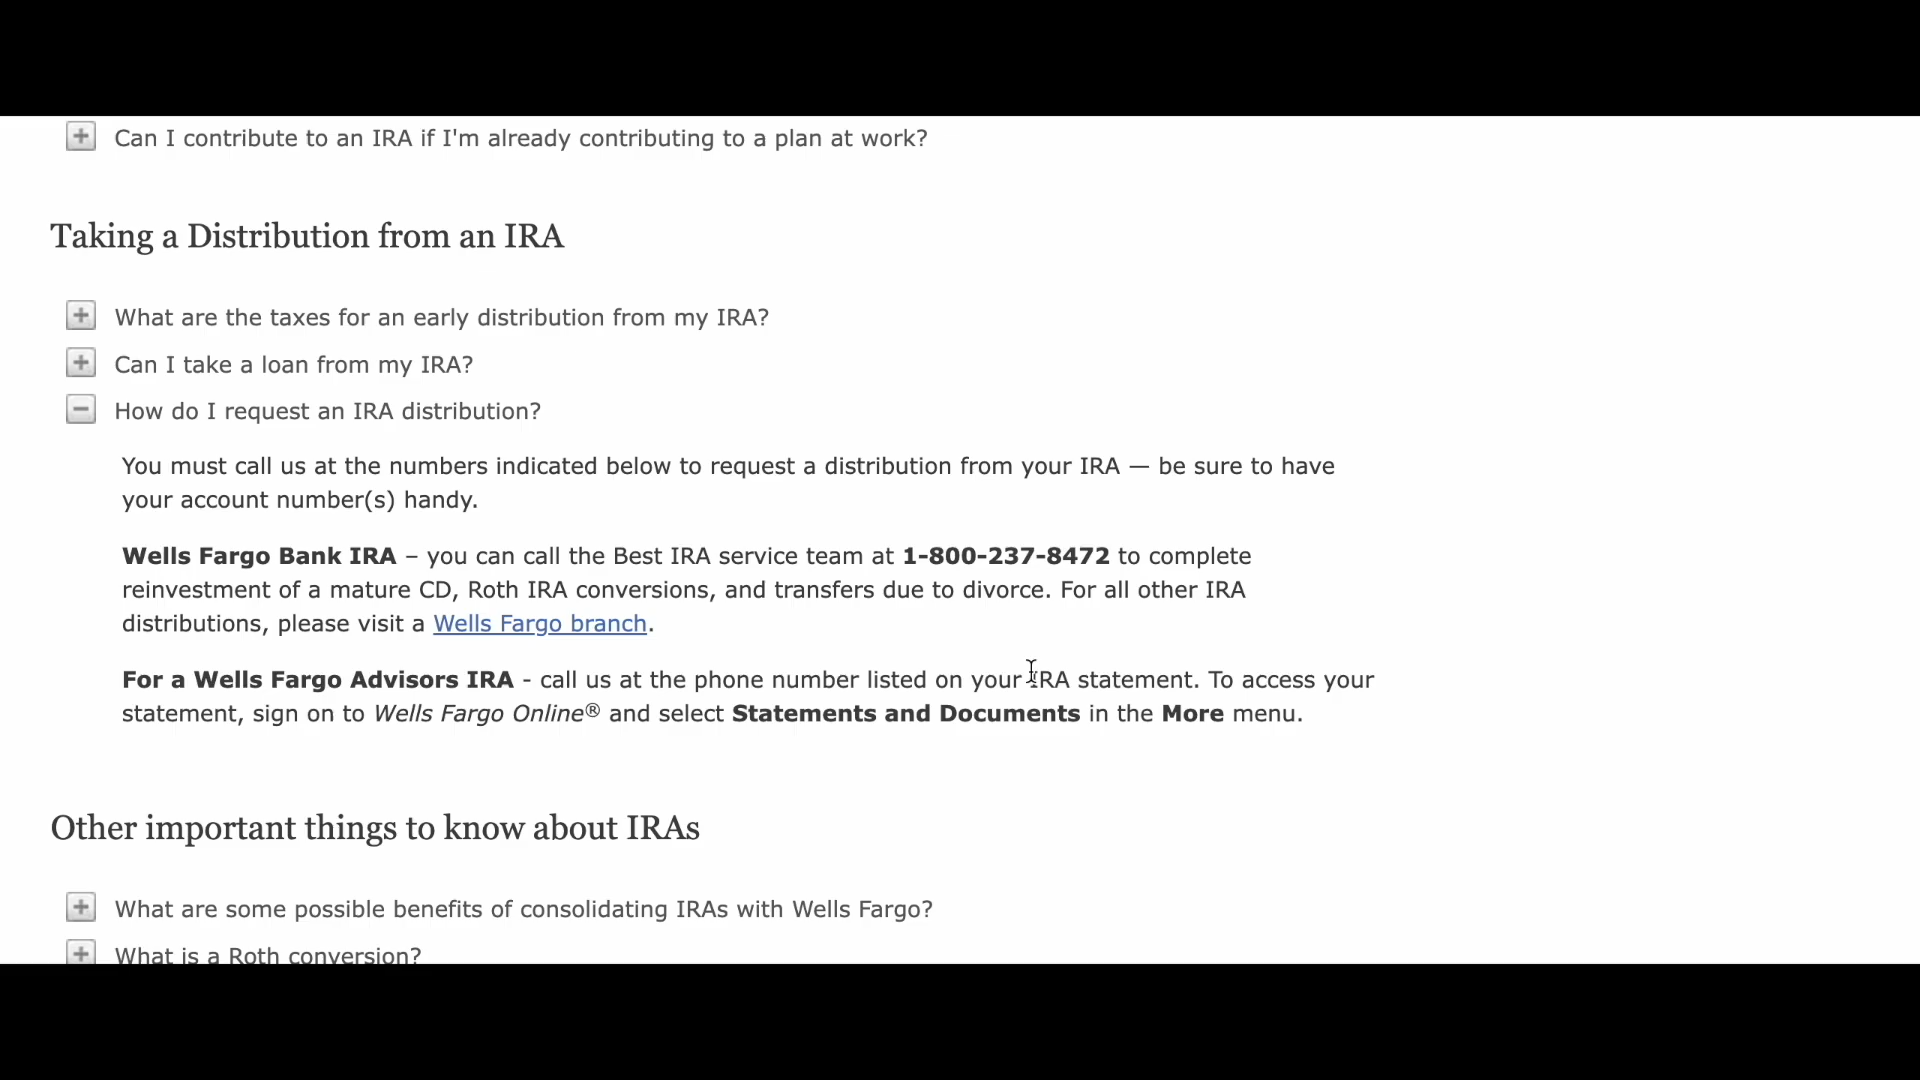 Can I contribute to an IRA if I'm already contributing to a plan at work?
Taking a Distribution from an IRA
What are the taxes for an early distribution from my IRA?
Can I take a loan from my IRA?
How do I request an IRA distribution?
You must call us at the numbers indicated below to request a distribution from your IRA — be sure to have
your account number(s) handy.
Wells Fargo Bank IRA – you can call the Best IRA service team at 1-800-237-8472 to complete
reinvestment of a mature CD, Roth IRA conversions, and transfers due to divorce. For all other IRA
distributions, please visit a Wells Fargo branch.
For a Wells Fargo Advisors IRA - call us at the phone number listed on your IRA statement. To access your
statement, sign on to Wells Fargo Online® and select Statements and Documents in the More menu.
Other important things to know about IRAs
What are some possible benefits of consolidating IRAs with Wells Fargo?
What is a Roth conversion?